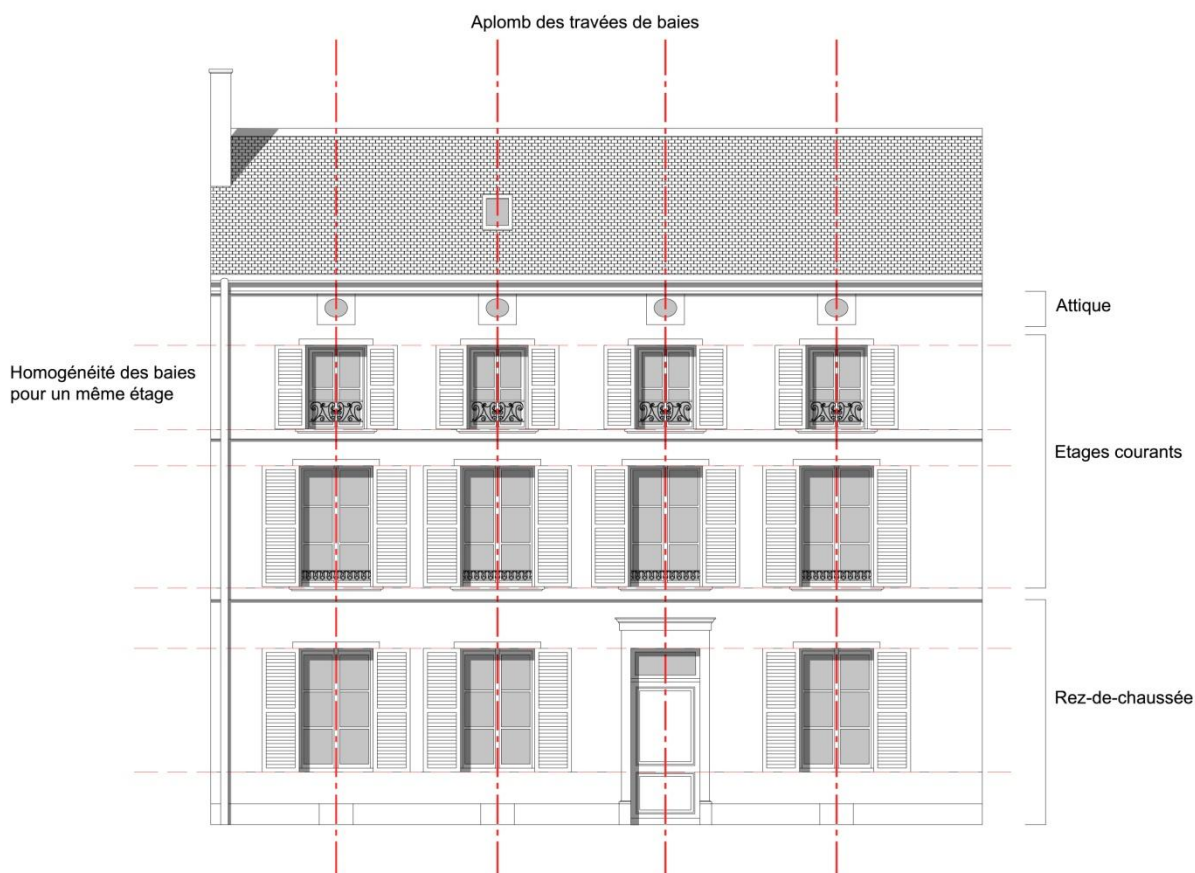 Aplomb des travées de baies
Attique
Homogénéité des baies
pour un même étage
Etages courants
Rez-de-chaussée